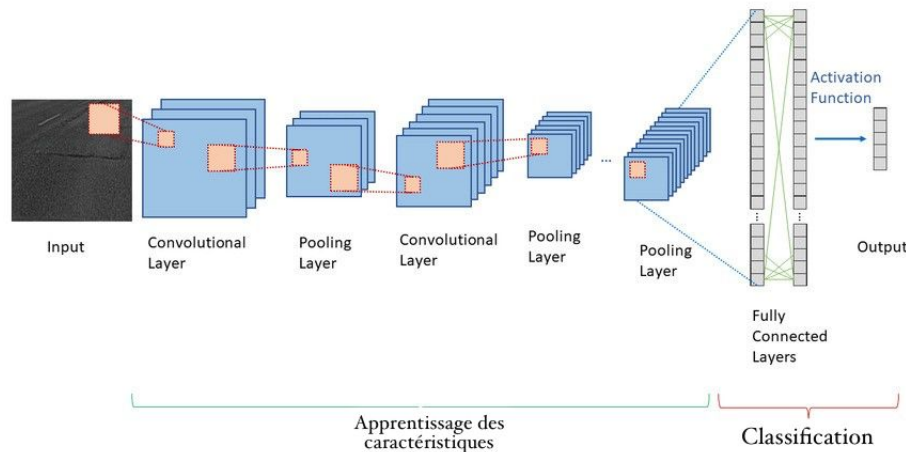 Activation
Function
...
Input
Convolutional
Layer
Pooling
Layer
Convolutional
Layer
Pooling
Layer
Pooling
Layer
Output
Fully
Connected
Layers
Apprentissage des
caractéristiques
Classification